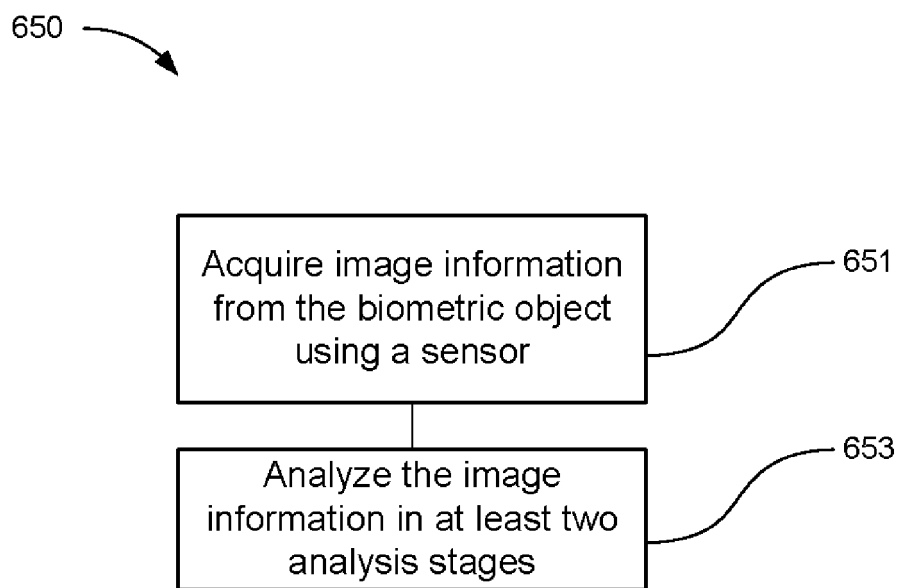 650
Acquire image information
from the biometric object
using a sensor
651
Analyze the image
information in at least two
analysis stages
653